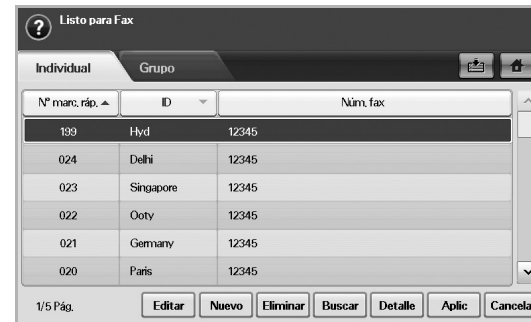 Listo para Fax
Individual Grupo
Nº marc. ráp. ID Núm. fax
199 Hyd 12345
024 Delhi 12345
023 Singapore 12345
022 Ooty 12345
021 Germany 12345
020 Paris 12345
1/5 Pág. Editar Nuevo Eliminar Buscar Detalle Aplic Cancela